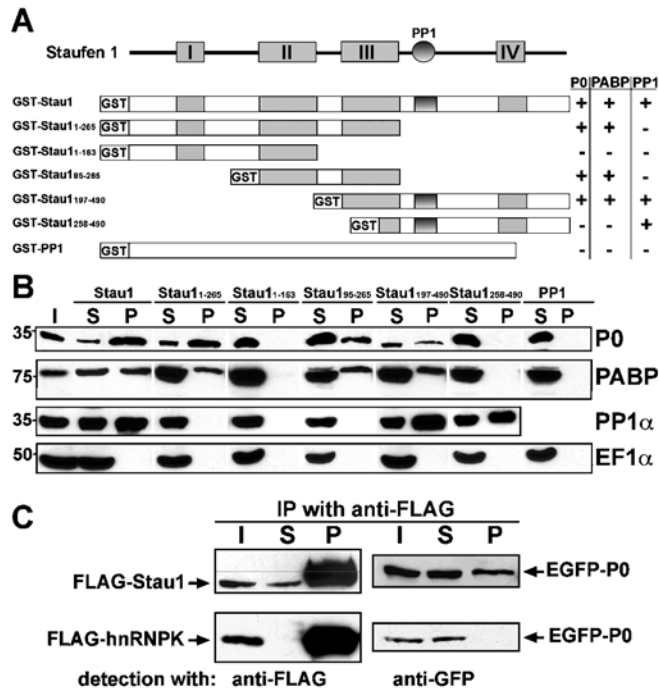 A
PP1
Staufen 1 I II III IV
P0 PABP PP1
GST-Stau1 GST + + +
GST-Stau1₁₋₂₆₅ GST + + -
GST-Stau1₁₋₁₆₃ GST - - -
GST-Stau1₉₅₋₂₆₅ GST + + -
GST-Stau1₁₉₇₋₄₉₀ GST + + +
GST-Stau1₂₅₈₋₄₉₀ GST - - +
GST-PP1 GST - - -
B
Stau1 Stau1₁₋₂₆₅ Stau1₁₋₁₆₃ Stau1₉₅₋₂₆₅ Stau1₁₉₇₋₄₉₀ Stau1₂₅₈₋₄₉₀ PP1
I S P S P S P S P S P S P S P
35 P0
75 PABP
35 PP1α
50 EF1α
C
IP with anti-FLAG
I S P I S P
FLAG-Stau1 EGFP-P0
FLAG-hnRNPK EGFP-P0
detection with: anti-FLAG anti-GFP